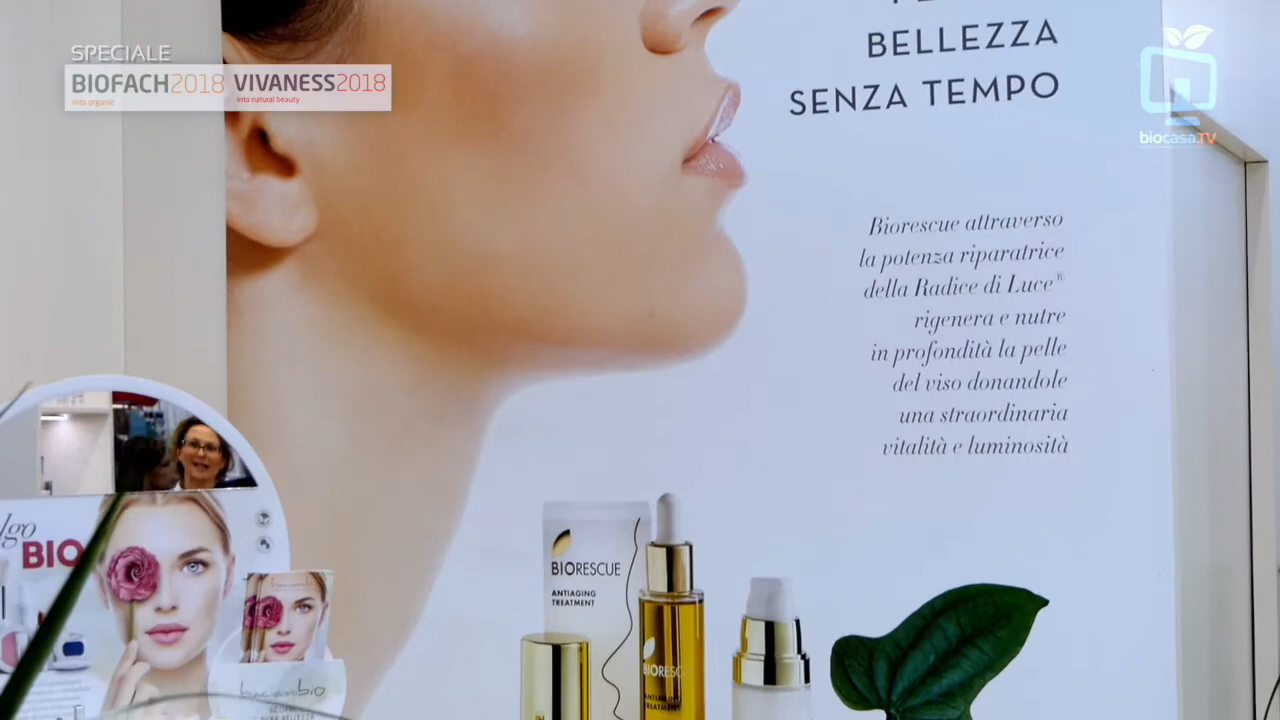 SPECIALE
BIOFACH2018 VIVANESS2018
into organic
into natural beauty
BELLEZZA
SENZA TEMPO
biocasa.TV
Biorescue attraverso
la potenza riparatrice
della Radice di Luce®
rigenera e nutre
in profondità la pelle
del viso donandole
una straordinaria
vitalità e luminosità
BIO
BIORESCUE
ANTIAGING
TREATMENT
BIORESC
ANTIAGING
TREATMENT